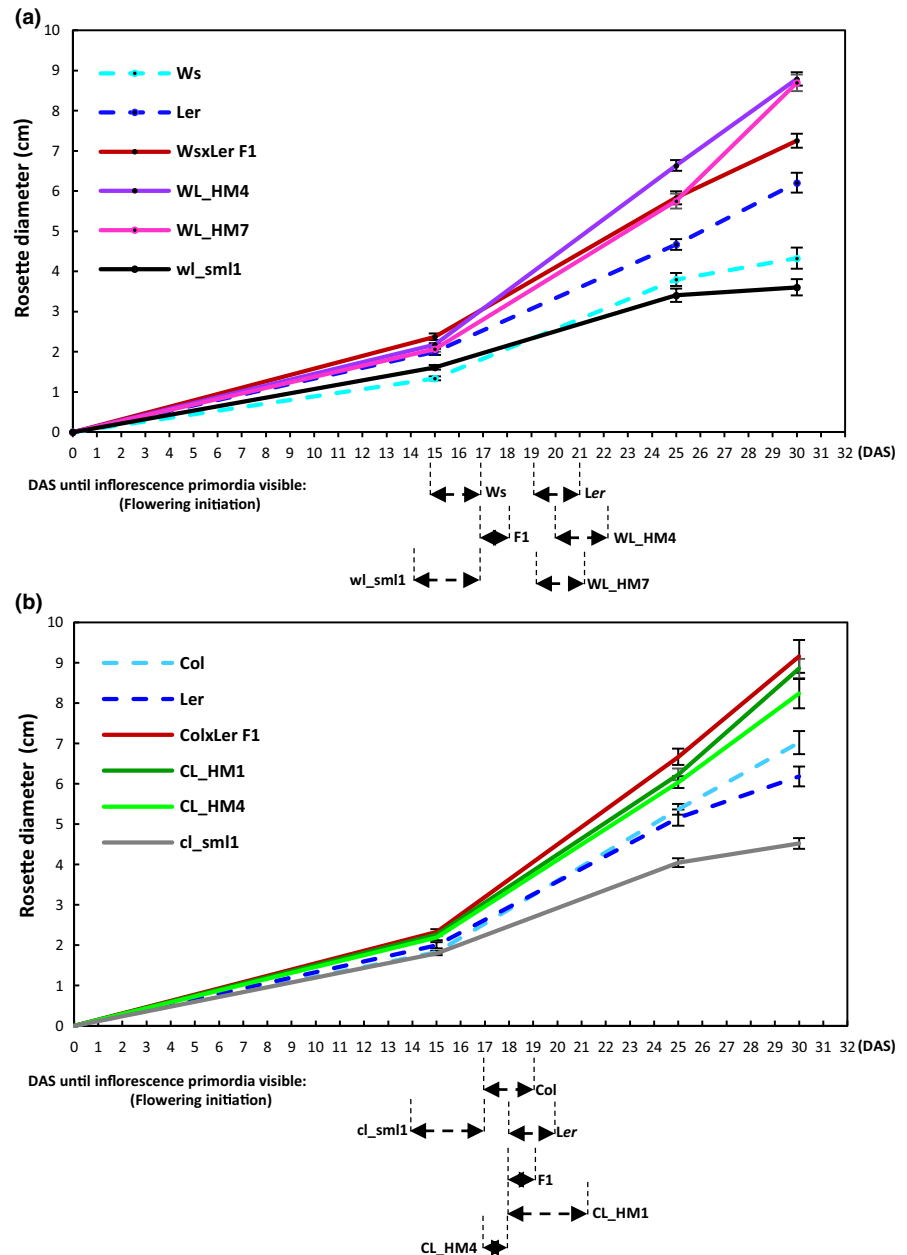 (a)
Rosette diameter (cm)
10
9
8
7
6
5
4
3
2
1
0
Ws
Ler
WsxLer F1
WL_HM4
WL_HM7
wl_sml1
0 1 2 3 4 5 6 7 8 9 10 11 12 13 14 15 16 17 18 19 20 21 22 23 24 25 26 27 28 29 30 31 32 (DAS)
DAS until inflorescence primordia visible:
(Flowering initiation)
Ws
Ler
F1
WL_HM4
wl_sml1
WL_HM7
(b)
Rosette diameter (cm)
10
9
8
7
6
5
4
3
2
1
0
Col
Ler
ColxLer F1
CL_HM1
CL_HM4
cl_sml1
0 1 2 3 4 5 6 7 8 9 10 11 12 13 14 15 16 17 18 19 20 21 22 23 24 25 26 27 28 29 30 31 32 (DAS)
DAS until inflorescence primordia visible:
(Flowering initiation)
Col
cl_sml1
Ler
F1
CL_HM1
CL_HM4